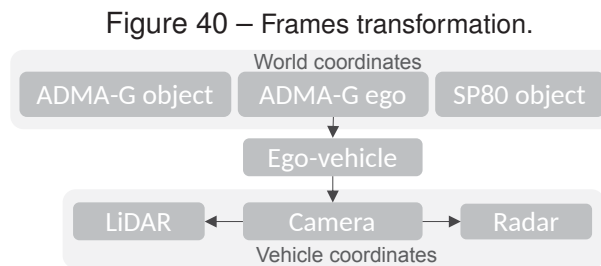 Figure 40 – Frames transformation.
World coordinates
ADMA-G object ADMA-G ego SP80 object
Ego-vehicle
LiDAR Camera Radar
Vehicle coordinates